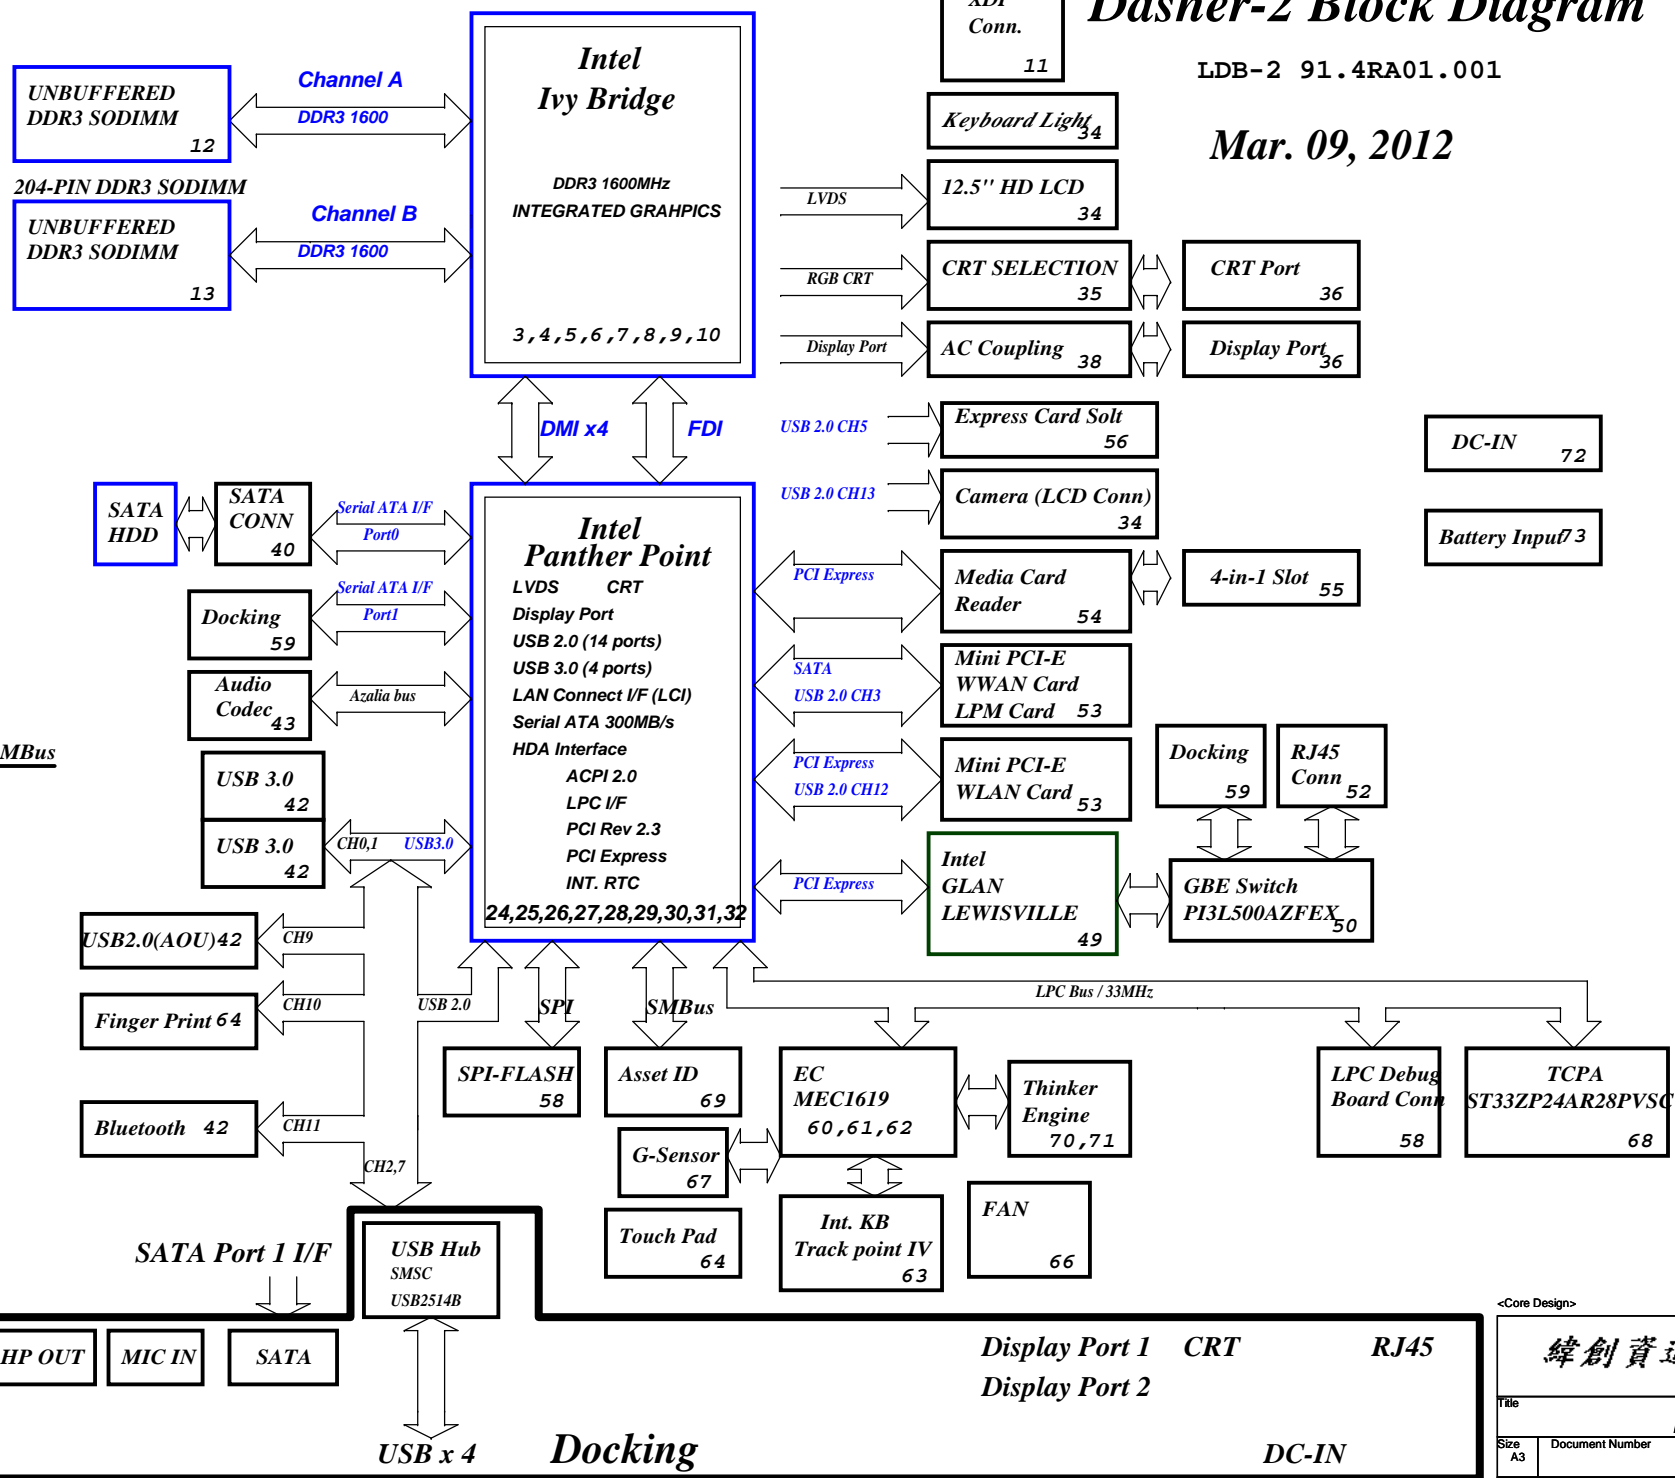 Dasher-2 Block Diagram
LDB-2 91.4RA01.001
Mar. 09, 2012
XDP
Conn.
11
UNBUFFERED
DDR3 SODIMM
12
Channel A
DDR3 1600
204-PIN DDR3 SODIMM
UNBUFFERED
DDR3 SODIMM
13
Channel B
DDR3 1600
Intel
Ivy Bridge
DDR3 1600MHz
INTEGRATED GRAHPICS
3,4,5,6,7,8,9,10
Keyboard Light
34
LVDS
12.5'' HD LCD
34
RGB CRT
CRT SELECTION
35
CRT Port
36
Display Port
AC Coupling
38
Display Port
36
DMI x4
FDI
USB 2.0 CH5
Express Card Solt
56
USB 2.0 CH13
Camera (LCD Conn)
34
DC-IN
72
Battery Input
73
SATA
HDD
SATA
CONN
40
Serial ATA I/F
Port0
Docking
59
Serial ATA I/F
Port1
Audio
Codec
43
Azalia bus
MBus
USB 3.0
42
USB 3.0
42
CH0,1
USB3.0
Intel
Panther Point
LVDS CRT
Display Port
USB 2.0 (14 ports)
USB 3.0 (4 ports)
LAN Connect I/F (LCI)
Serial ATA 300MB/s
HDA Interface
ACPI 2.0
LPC I/F
PCI Rev 2.3
PCI Express
INT. RTC
24,25,26,27,28,29,30,31,32
PCI Express
Media Card
Reader
54
4-in-1 Slot
55
SATA
USB 2.0 CH3
Mini PCI-E
WWAN Card
LPM Card
53
PCI Express
USB 2.0 CH12
Mini PCI-E
WLAN Card
53
Docking
59
RJ45
Conn
52
PCI Express
Intel
GLAN
LEWISVILLE
49
GBE Switch
PI3L500AZFEX
50
USB2.0(AOU)
42
CH9
Finger Print
64
CH10
USB 2.0
SPI
SMBus
LPC Bus / 33MHz
Bluetooth
42
CH11
CH2,7
SPI-FLASH
58
Asset ID
69
EC
MEC1619
60,61,62
Thinker
Engine
70,71
LPC Debug
Board Conn
58
TCPA
ST33ZP24AR28PVSC
68
G-Sensor
67
Touch Pad
64
Int. KB
Track point IV
63
FAN
66
SATA Port 1 I/F
USB Hub
SMSC
USB2514B
HP OUT
MIC IN
SATA
Display Port 1
CRT
RJ45
Display Port 2
USB x 4
Docking
DC-IN
<Core Design>
緯創資
Title
Size
A3
Document Number